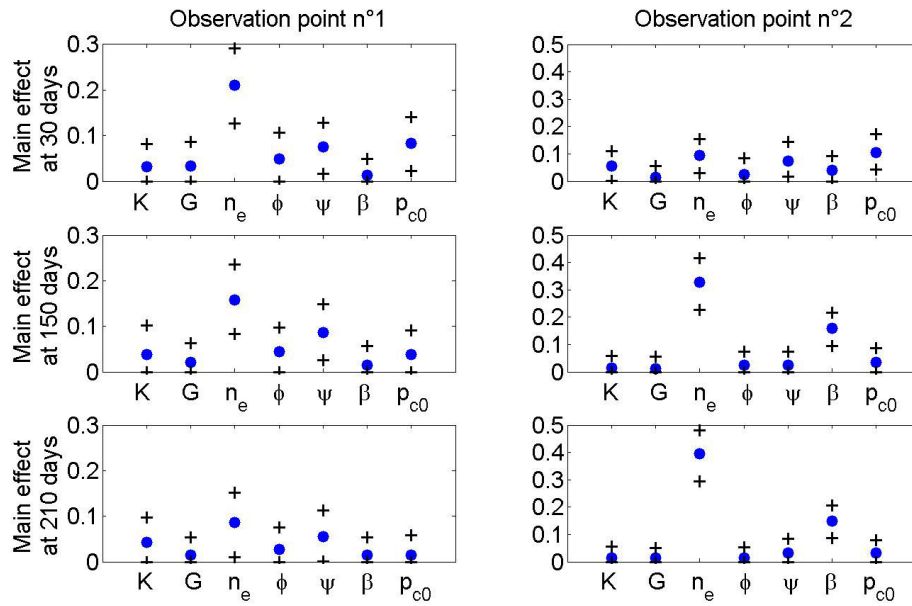 Observation point n°1
Observation point n°2
Main effect
at 30 days
0.3
0.2
0.1
0
K G n_e ϕ ψ β p_c0
0.5
0.4
0.3
0.2
0.1
0
K G n_e ϕ ψ β p_c0
Main effect
at 150 days
0.3
0.2
0.1
0
K G n_e ϕ ψ β p_c0
0.5
0.4
0.3
0.2
0.1
0
K G n_e ϕ ψ β p_c0
Main effect
at 210 days
0.3
0.2
0.1
0
K G n_e ϕ ψ β p_c0
0.5
0.4
0.3
0.2
0.1
0
K G n_e ϕ ψ β p_c0